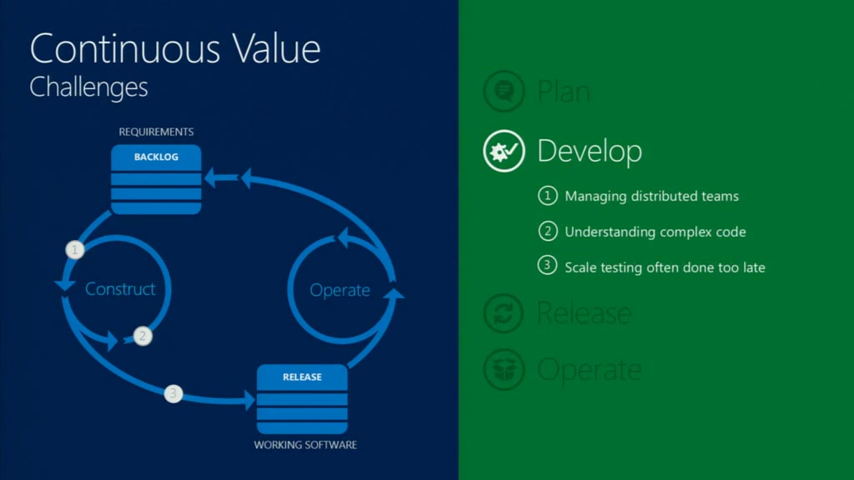 Continuous Value
Challenges
REQUIREMENTS
BACKLOG
1
Construct
2
3
Operate
RELEASE
WORKING SOFTWARE
Plan
Develop
1 Managing distributed teams
2 Understanding complex code
3 Scale testing often done too late
Release
Operate